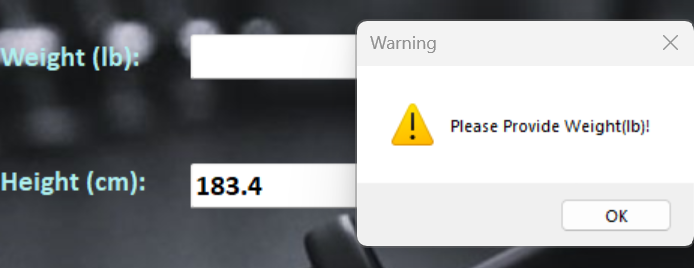 Weight (lb):
Height (cm):
183.4
Warning
Please Provide Weight(lb)!
OK